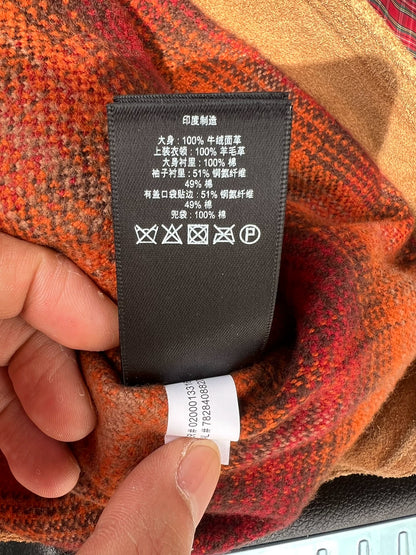 印度制造
大身 : 100% 牛绒面革
上装衣领 : 100% 羊毛革
大身衬里 : 100% 棉
袖子衬里 : 51% 铜氨纤维
49% 棉
有盖口袋贴边 : 51% 铜氨纤维
49% 棉
兜袋 : 100% 棉
P
# 020001331
# 782840882